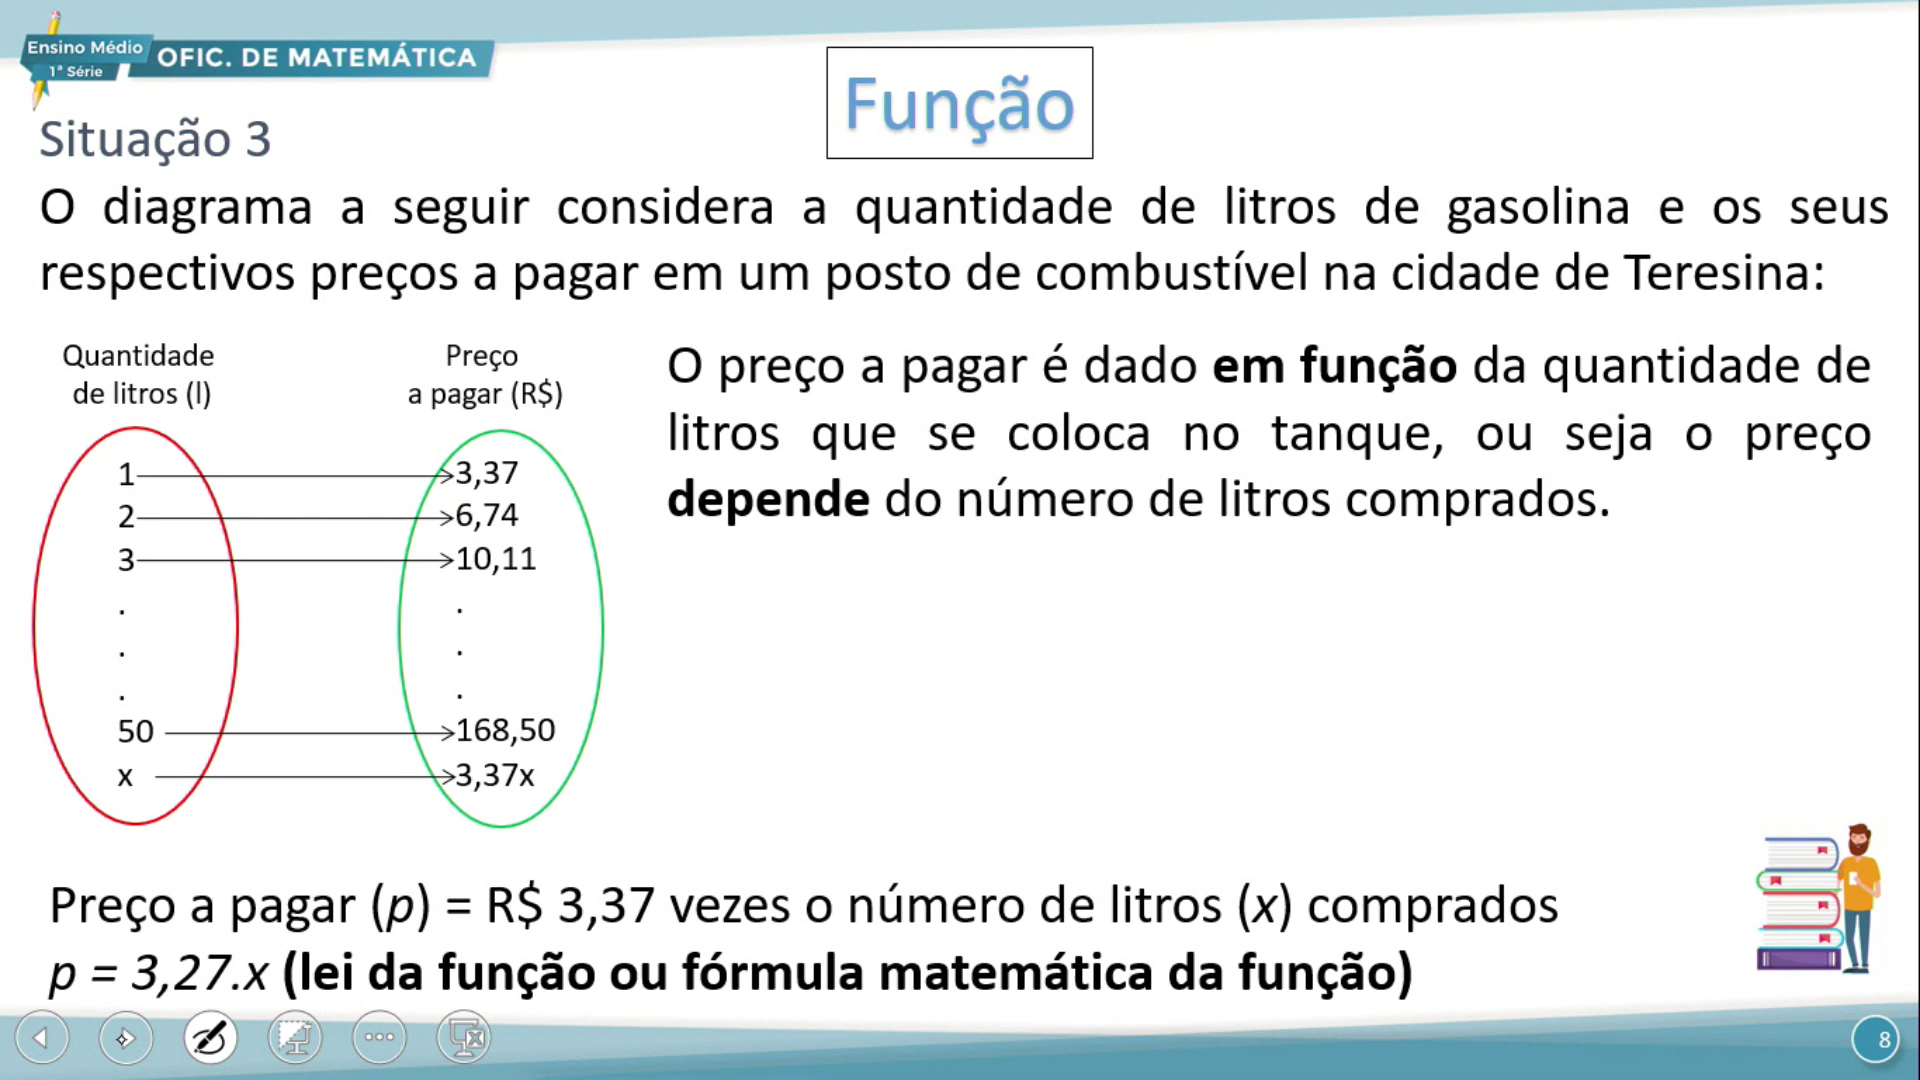 Ensino Médio
1ª Série
OFIC. DE MATEMÁTICA
Função
Situação 3
O diagrama a seguir considera a quantidade de litros de gasolina e os seus
respectivos preços a pagar em um posto de combustível na cidade de Teresina:
Quantidade
de litros (l)
Preço
a pagar (R$)
O preço a pagar é dado em função da quantidade de
litros que se coloca no tanque, ou seja o preço
depende do número de litros comprados.
1 3,37
2 6,74
3 10,11
. .
. .
. .
50 168,50
x 3,37x
Preço a pagar (p) = R$ 3,37 vezes o número de litros (x) comprados
p = 3,27.x (lei da função ou fórmula matemática da função)
8